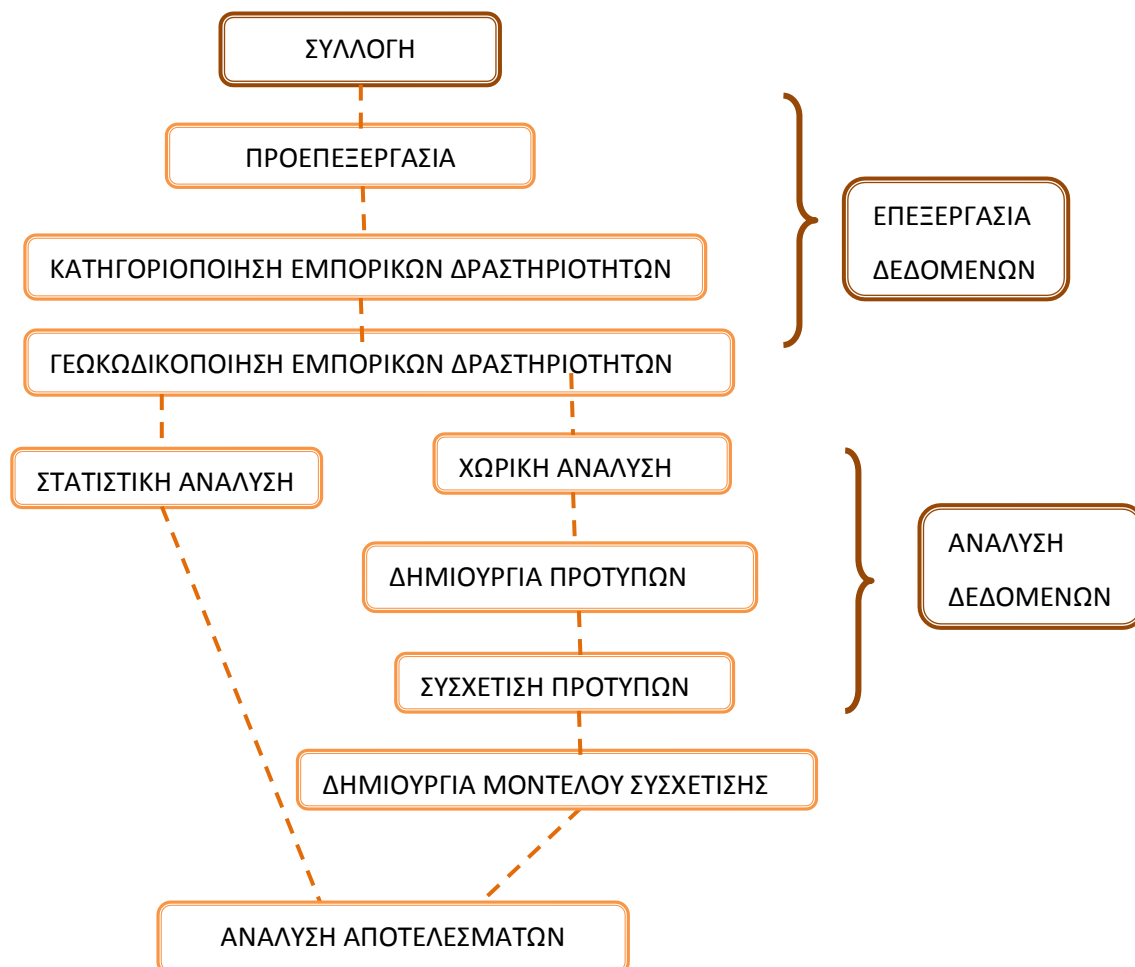 ΣΥΛΛΟΓΗ
ΠΡΟΕΠΕΞΕΡΓΑΣΙΑ
ΕΠΕΞΕΡΓΑΣΙΑ
ΔΕΔΟΜΕΝΩΝ
ΚΑΤΗΓΟΡΙΟΠΟΙΗΣΗ ΕΜΠΟΡΙΚΩΝ ΔΡΑΣΤΗΡΙΟΤΗΤΩΝ
ΓΕΩΚΩΔΙΚΟΠΟΙΗΣΗ ΕΜΠΟΡΙΚΩΝ ΔΡΑΣΤΗΡΙΟΤΗΤΩΝ
ΣΤΑΤΙΣΤΙΚΗ ΑΝΑΛΥΣΗ
ΧΩΡΙΚΗ ΑΝΑΛΥΣΗ
ΑΝΑΛΥΣΗ
ΔΕΔΟΜΕΝΩΝ
ΔΗΜΙΟΥΡΓΙΑ ΠΡΟΤΥΠΩΝ
ΣΥΣΧΕΤΙΣΗ ΠΡΟΤΥΠΩΝ
ΔΗΜΙΟΥΡΓΙΑ ΜΟΝΤΕΛΟΥ ΣΥΣΧΕΤΙΣΗΣ
ΑΝΑΛΥΣΗ ΑΠΟΤΕΛΕΣΜΑΤΩΝ